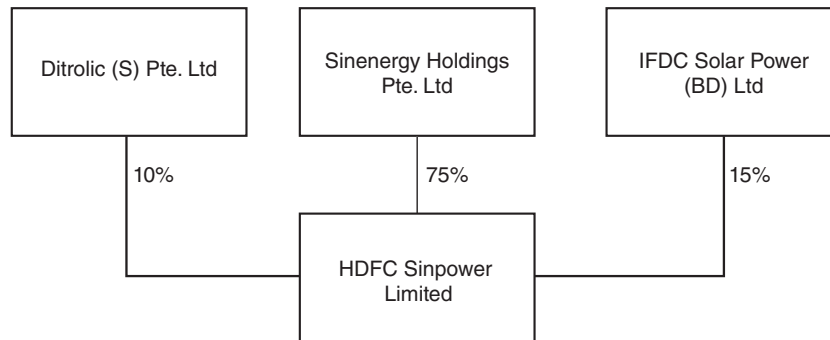 Ditrolic (S) Pte. Ltd
Sinenergy Holdings
Pte. Ltd
IFDC Solar Power
(BD) Ltd
10%
75%
15%
HDFC Sinpower
Limited